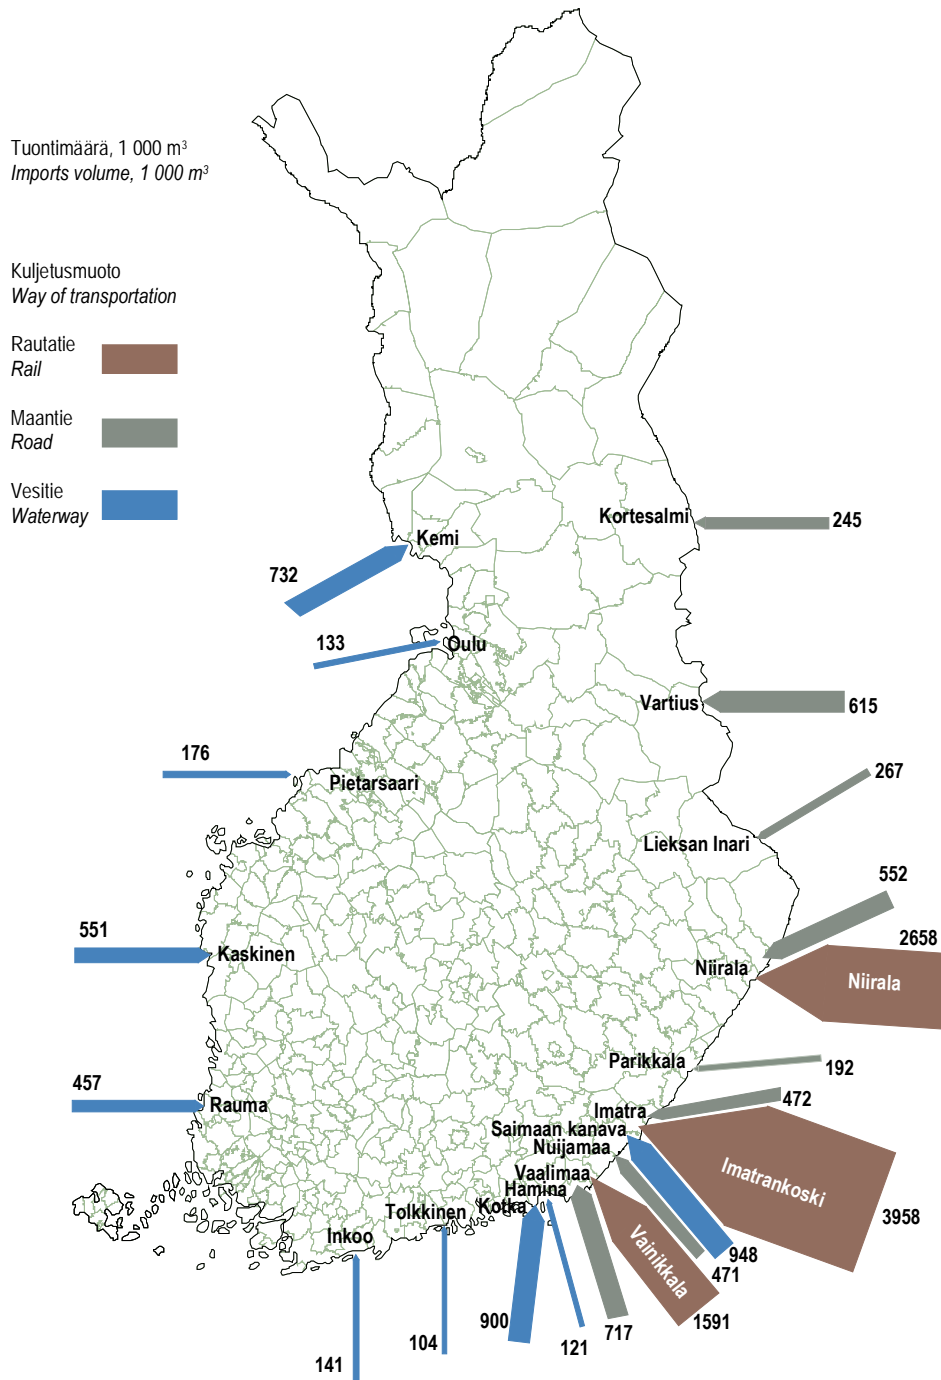 Tuontimäärä, 1 000 m³
Imports volume, 1 000 m³
Kuljetusmuoto
Way of transportation
Rautatie
Rail
Maantie
Road
Vesitie
Waterway
Kortesalmi
245
Kemi
732
133
Oulu
Vartius
615
176
Pietarsaari
267
Lieksan Inari
552
551
Kaskinen
2658
Niirala
Niirala
Parikkala
192
457
Rauma
Imatra
472
Saimaan kanava
Nuijamaa
Imatrankoski
Vaalimaa
Hamina
Kotka
Tolkkinen
Inkoo
3958
Vainikkala
948
471
1591
717
900
121
104
141